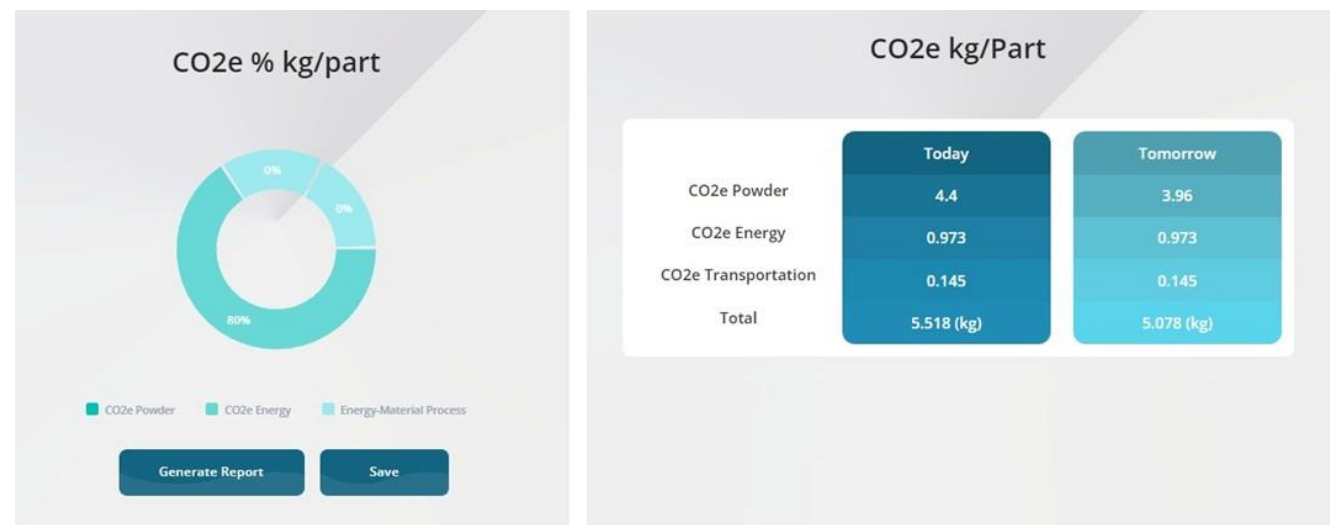 CO2e % kg/part
0%
0%
80%
CO2e Powder CO2e Energy Energy-Material Process
Generate Report Save
CO2e kg/Part
Today Tomorrow
CO2e Powder 4.4 3.96
CO2e Energy 0.973 0.973
CO2e Transportation 0.145 0.145
Total 5.518 (kg) 5.078 (kg)